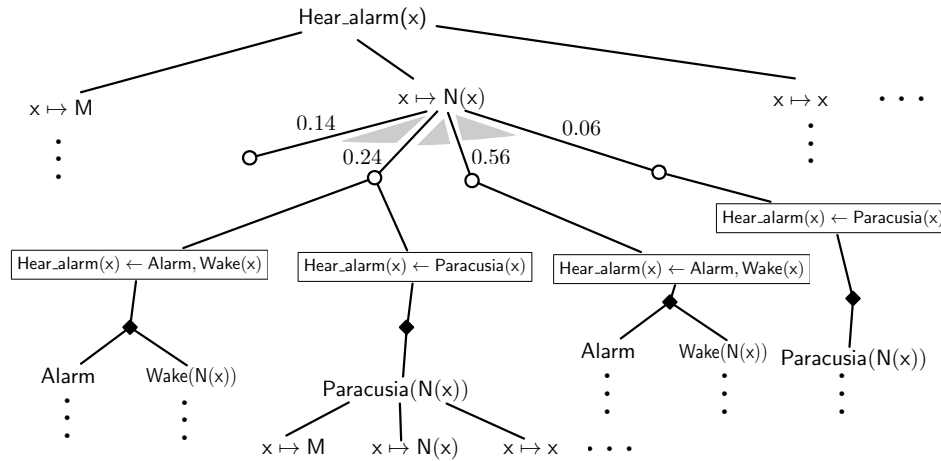 Hear_alarm(x)
x ↦ M
x ↦ N(x)
x ↦ x
0.14
0.24
0.56
0.06
Hear_alarm(x) ← Paracusia(x)
Hear_alarm(x) ← Alarm, Wake(x)
Hear_alarm(x) ← Paracusia(x)
Hear_alarm(x) ← Alarm, Wake(x)
Alarm
Wake(N(x))
Alarm
Wake(N(x))
Paracusia(N(x))
Paracusia(N(x))
x ↦ M
x ↦ N(x)
x ↦ x